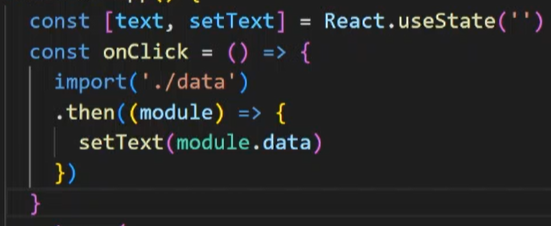 const [text, setText] = React.useState('')
const onClick = () => {
import('./data')
.then((module) => {
setText(module.data)
})
}